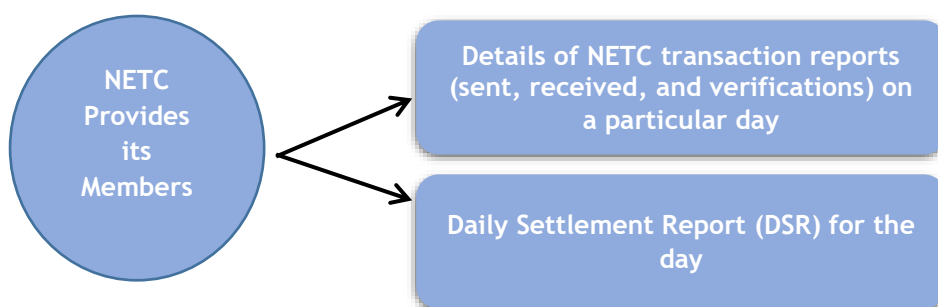 NETC
Provides
its
Members
Details of NETC transaction reports
(sent, received, and verifications) on
a particular day
Daily Settlement Report (DSR) for the
day